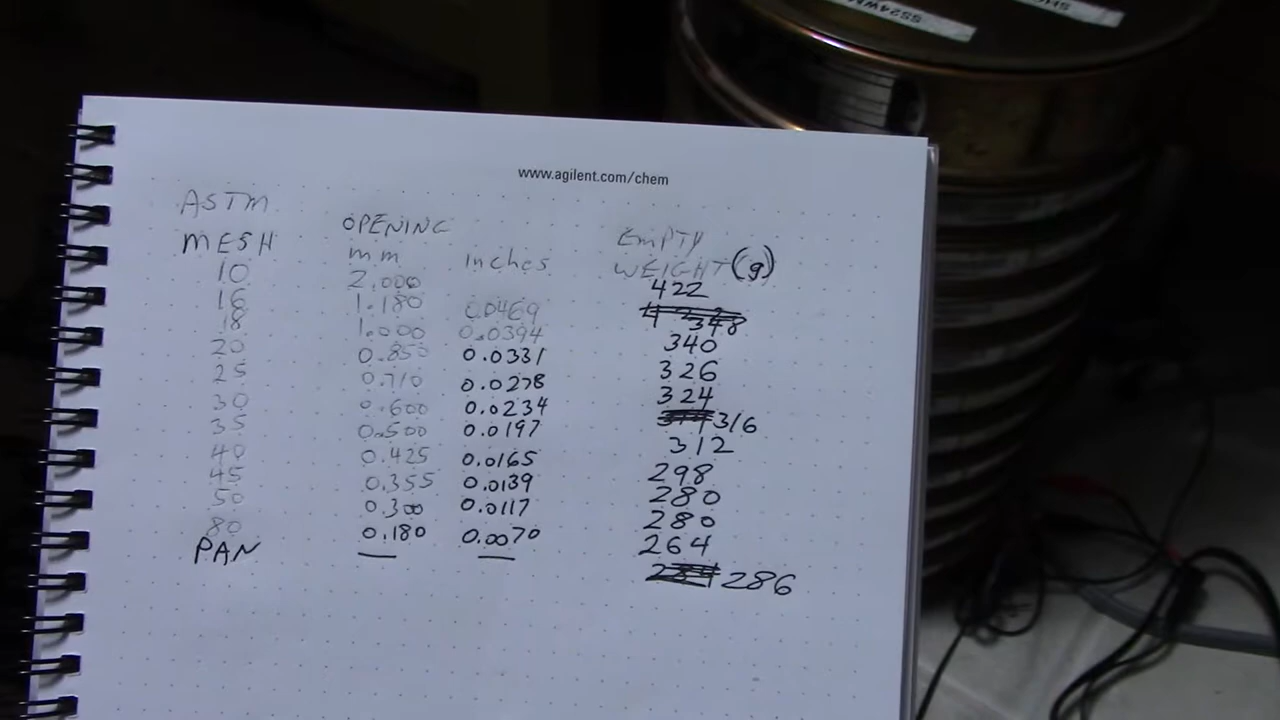 SS24WM
www.agilent.com/chem
ASTM
MESH OPENING mm inches EMPTY WEIGHT (g)
10 2.000 422
16 1.180 0.0469 348
18 1.000 0.0394 340
20 0.850 0.0331 326
25 0.710 0.0278 324
30 0.600 0.0234 316
35 0.500 0.0197 312
40 0.425 0.0165 298
45 0.355 0.0139 280
50 0.300 0.0117 280
80 0.180 0.0070 264
PAN — — 286